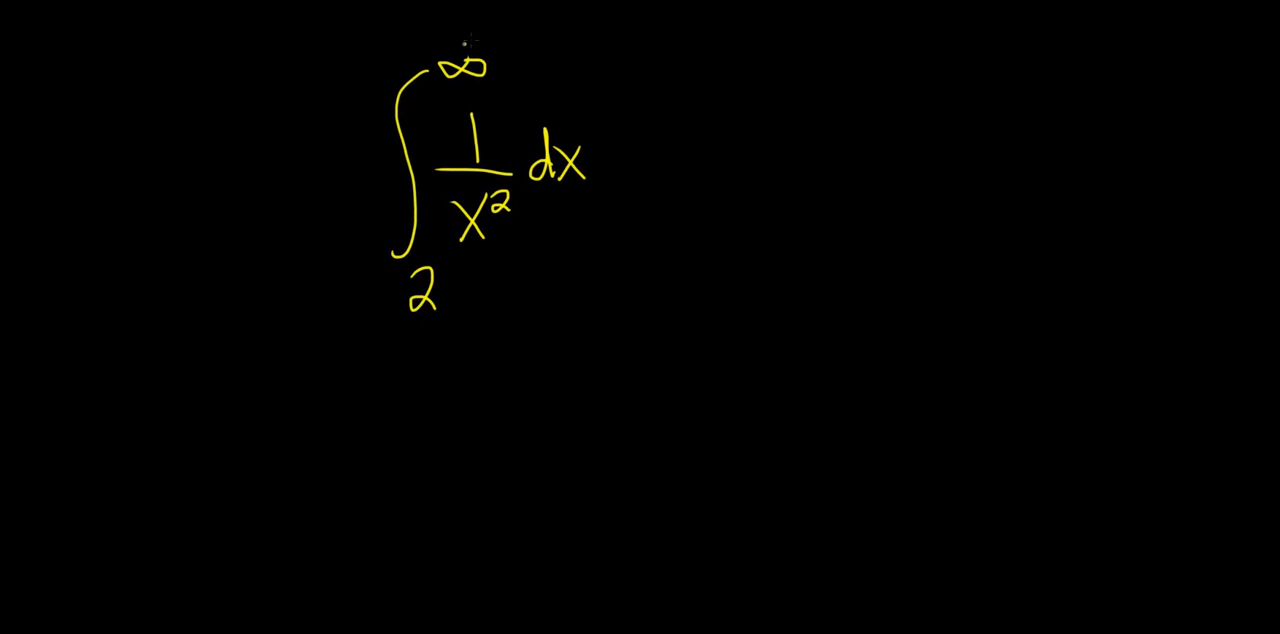 ∫₂^∞ 1/x² dx